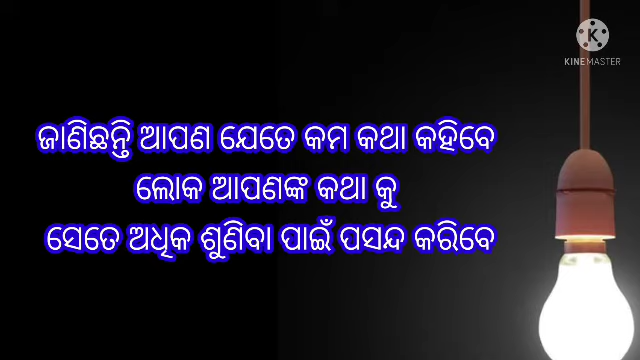 ଜାଣିଛନ୍ତି ଆପଣ ଯେତେ କମ କଥା କହିବେ
ଲୋକ ଆପଣଙ୍କ କଥା କୁ
ସେତେ ଅଧିକ ଶୁଣିବା ପାଇଁ ପସନ୍ଦ କରିବେ
K
KINEMASTER